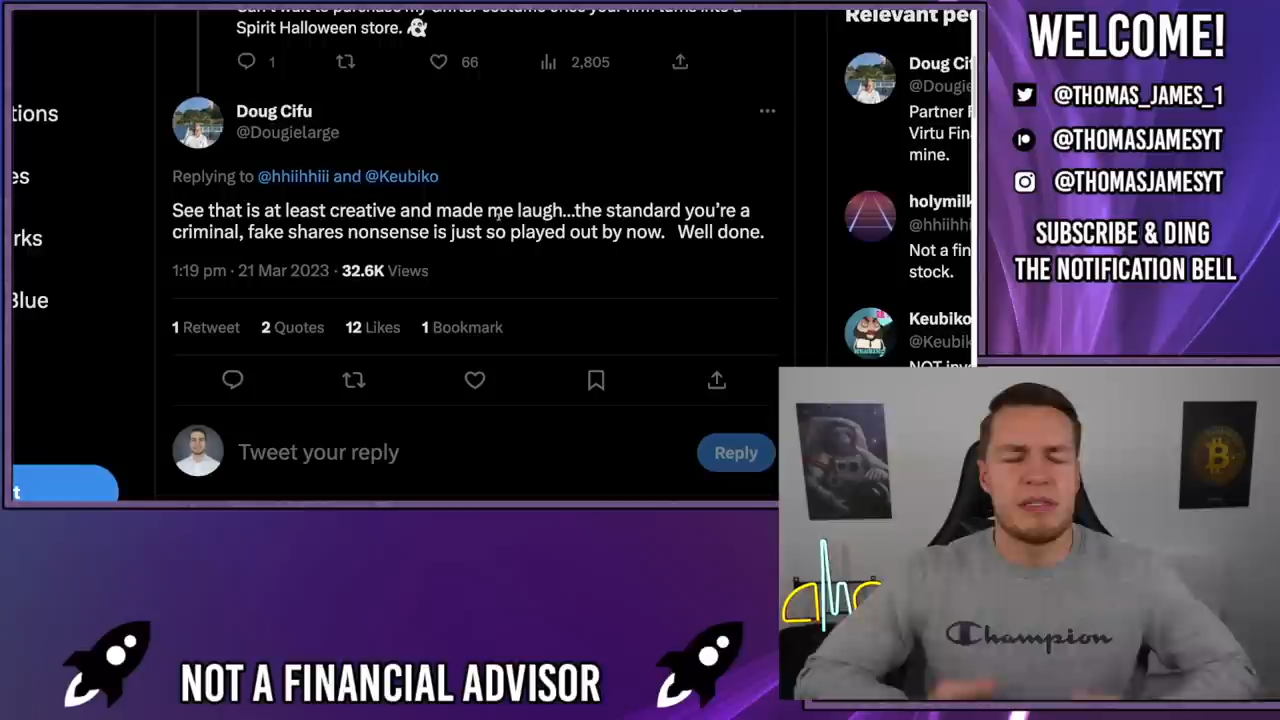 Spirit Halloween store.
1
66
2,805
Doug Cifu
@Dougielarge
Replying to @hhiihhiii and @Keubiko
See that is at least creative and made me laugh...the standard you're a
criminal, fake shares nonsense is just so played out by now. Well done.
1:19 pm · 21 Mar 2023 · 32.6K Views
1 Retweet 2 Quotes 12 Likes 1 Bookmark
Tweet your reply
Reply
tions
es
rks
Blue
t
Relevant pe
Doug Ci
@Dougie
Partner
Virtu Fin
mine.
holymilk
@hhiihh
Not a fin
stock.
Keubiko
@Keubik
WELCOME!
@THOMAS_JAMES_1
@THOMASJAMESYT
@THOMASJAMESYT
SUBSCRIBE & DING
THE NOTIFICATION BELL
Champion
NOT A FINANCIAL ADVISOR